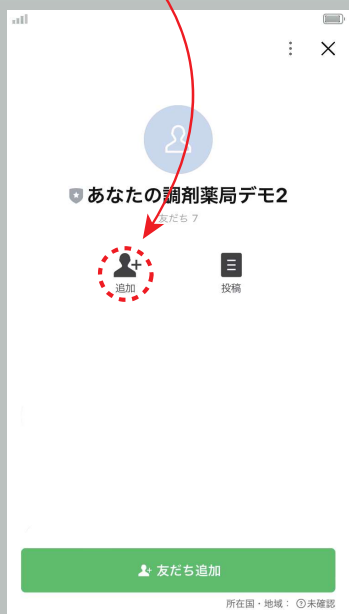 あなたの調剤薬局デモ2
友だち 7
追加
投稿
友だち追加
所在国・地域： ?未確認